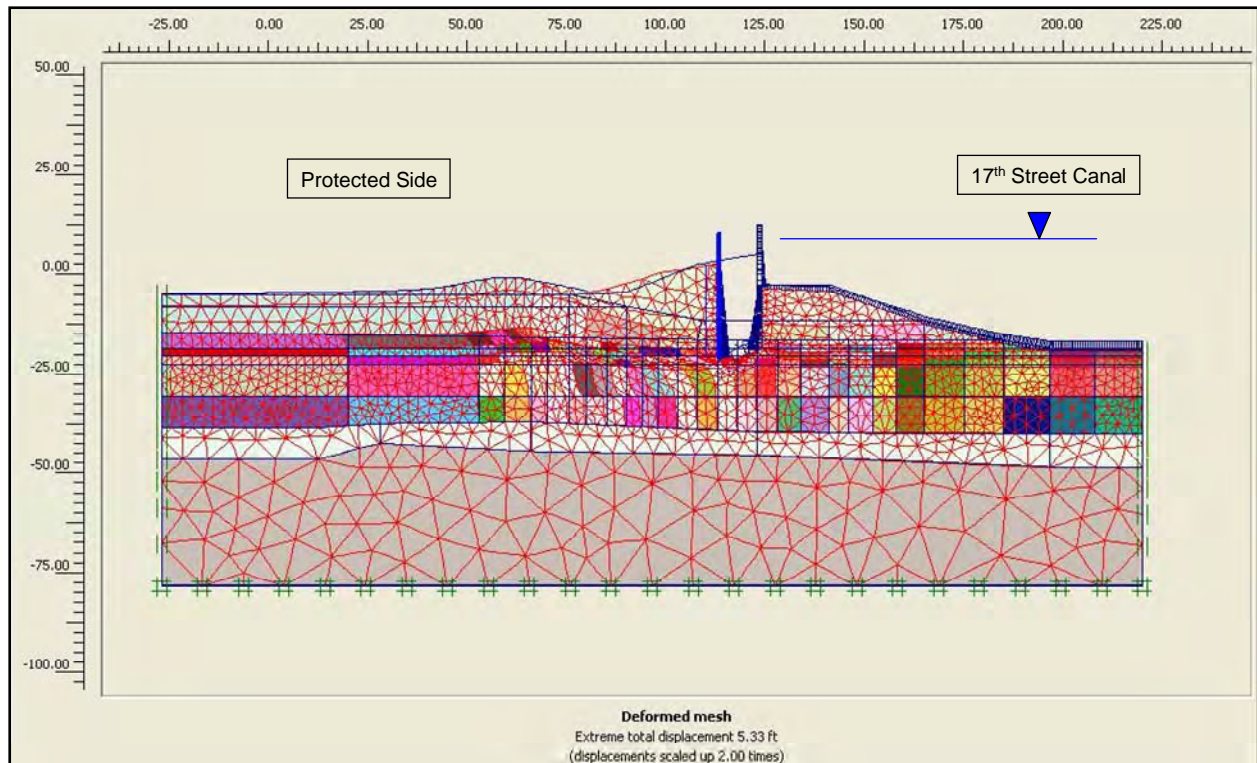 -25.00 0.00 25.00 50.00 75.00 100.00 125.00 150.00 175.00 200.00 225.00
50.00
25.00
Protected Side
17th Street Canal
0.00
-25.00
-50.00
-75.00
-100.00
Deformed mesh
Extreme total displacement 5.33 ft
(displacements scaled up 2.00 times)